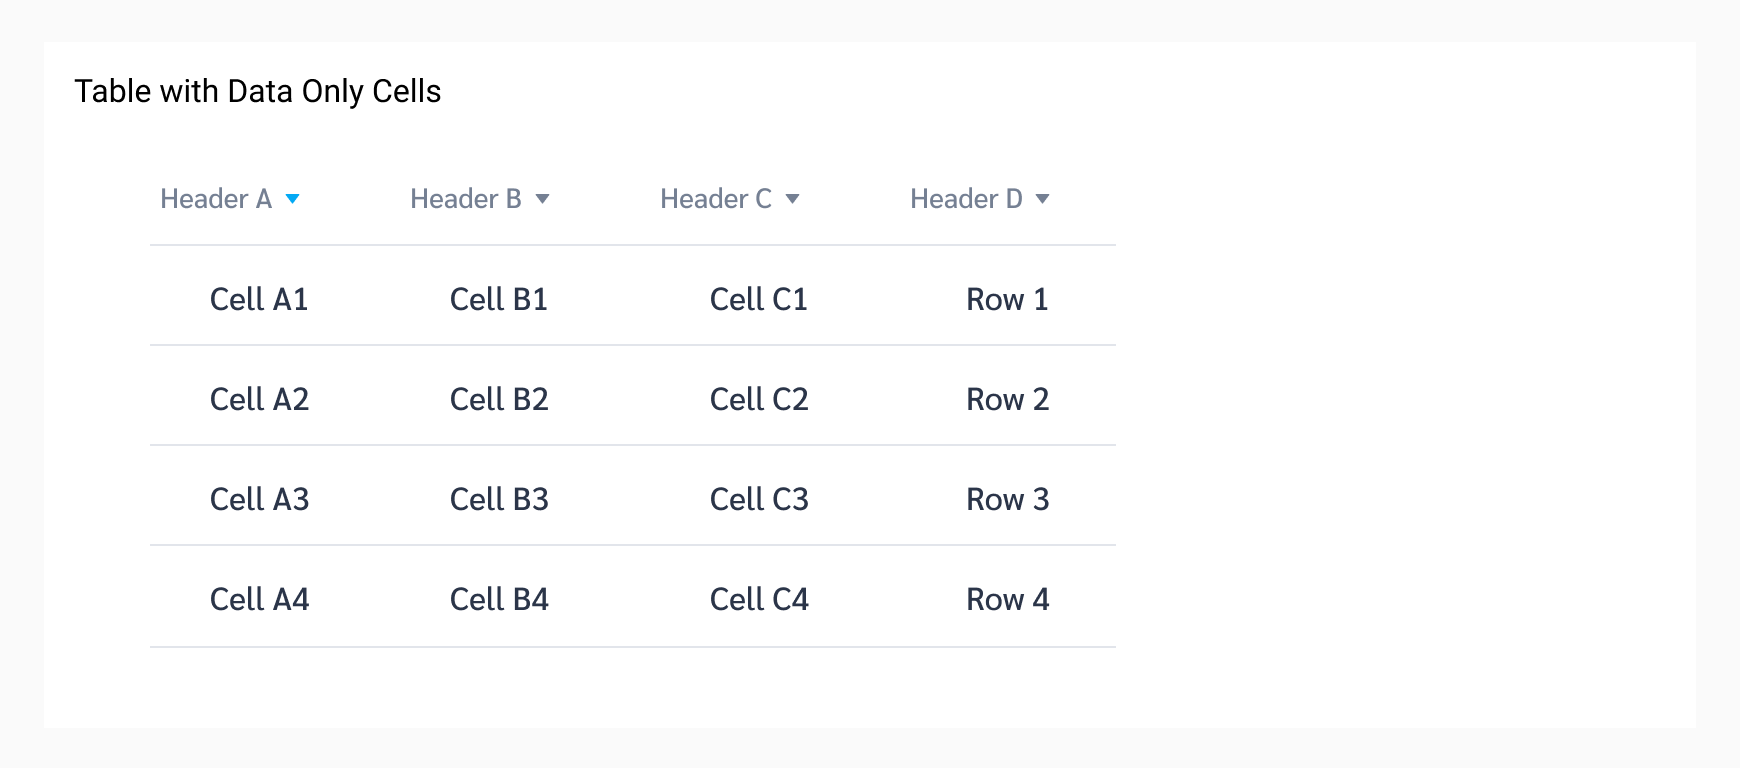 Table with Data Only Cells
Header A Header B Header C Header D
Cell A1 Cell B1 Cell C1 Row 1
Cell A2 Cell B2 Cell C2 Row 2
Cell A3 Cell B3 Cell C3 Row 3
Cell A4 Cell B4 Cell C4 Row 4